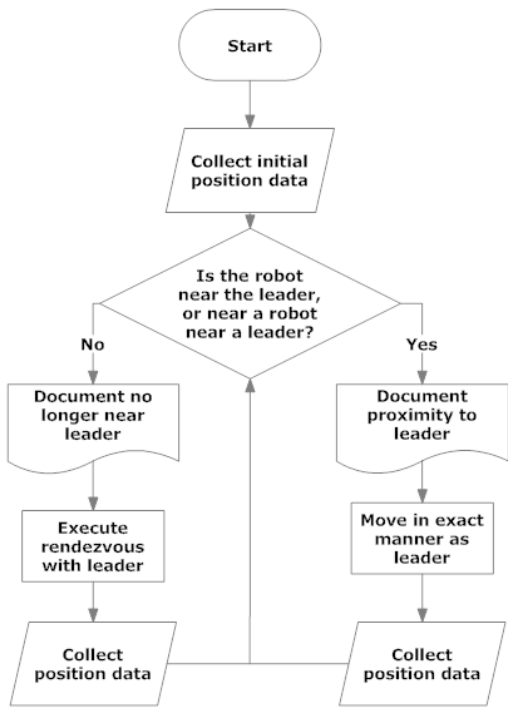 Start
Collect initial
position data
Is the robot
near the leader,
or near a robot
near a leader?
No
Yes
Document no
longer near
leader
Document
proximity to
leader
Execute
rendezvous
with leader
Move in exact
manner as
leader
Collect
position data
Collect
position data